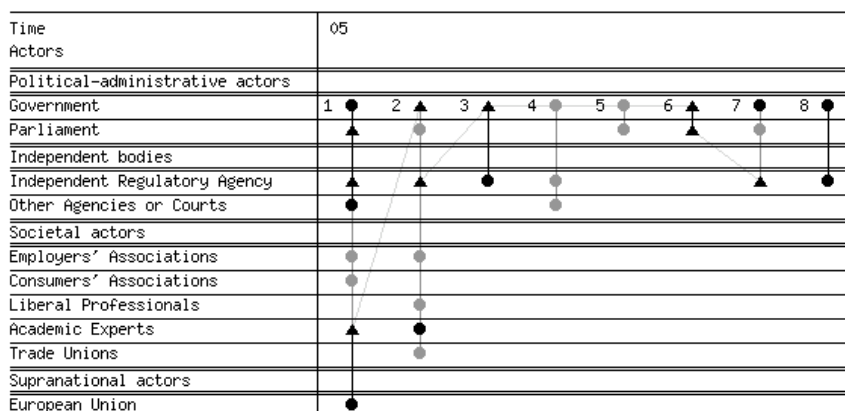 Time 05
Actors
Political-administrative actors
Government 1 2 3 4 5 6 7 8
Parliament
Independent bodies
Independent Regulatory Agency
Other Agencies or Courts
Societal actors
Employers' Associations
Consumers' Associations
Liberal Professionals
Academic Experts
Trade Unions
Supranational actors
European Union